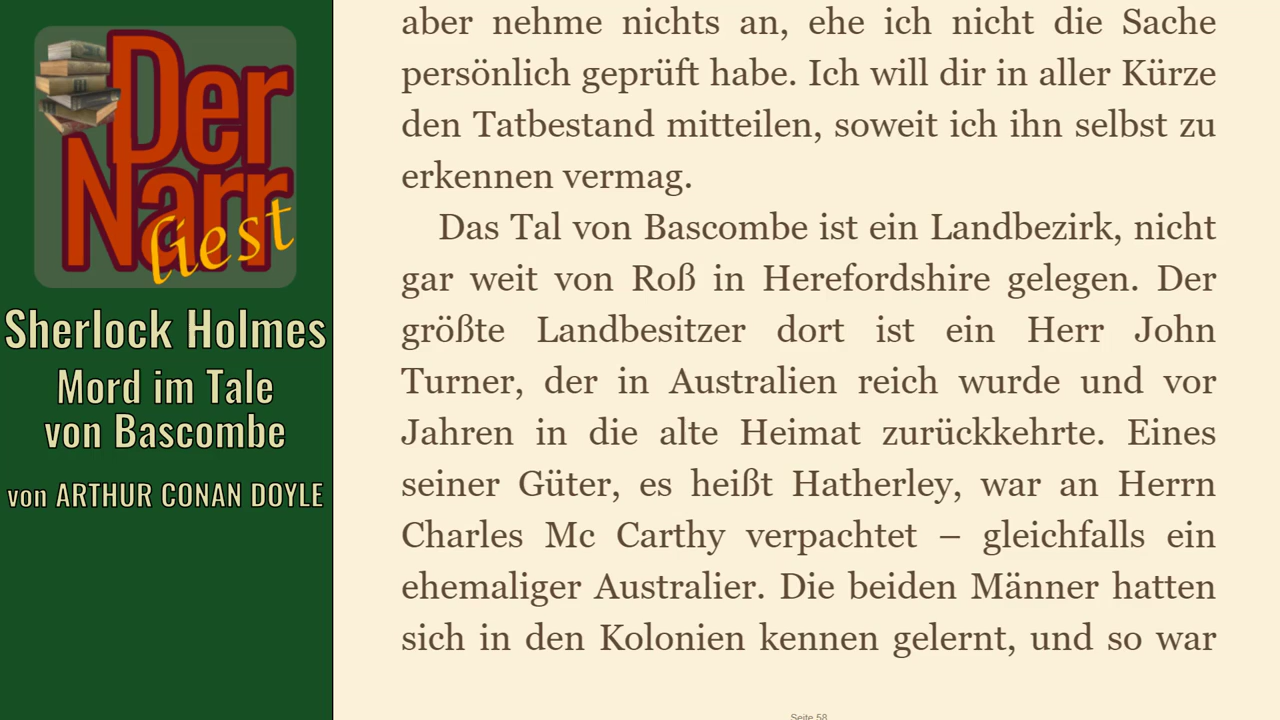 Der
Narr
liest
Sherlock Holmes
Mord im Tale
von Bascombe
von ARTHUR CONAN DOYLE
aber nehme nichts an, ehe ich nicht die Sache
persönlich geprüft habe. Ich will dir in aller Kürze
den Tatbestand mitteilen, soweit ich ihn selbst zu
erkennen vermag.
Das Tal von Bascombe ist ein Landbezirk, nicht
gar weit von Roß in Herefordshire gelegen. Der
größte Landbesitzer dort ist ein Herr John
Turner, der in Australien reich wurde und vor
Jahren in die alte Heimat zurückkehrte. Eines
seiner Güter, es heißt Hatherley, war an Herrn
Charles Mc Carthy verpachtet – gleichfalls ein
ehemaliger Australier. Die beiden Männer hatten
sich in den Kolonien kennen gelernt, und so war
Seite 58